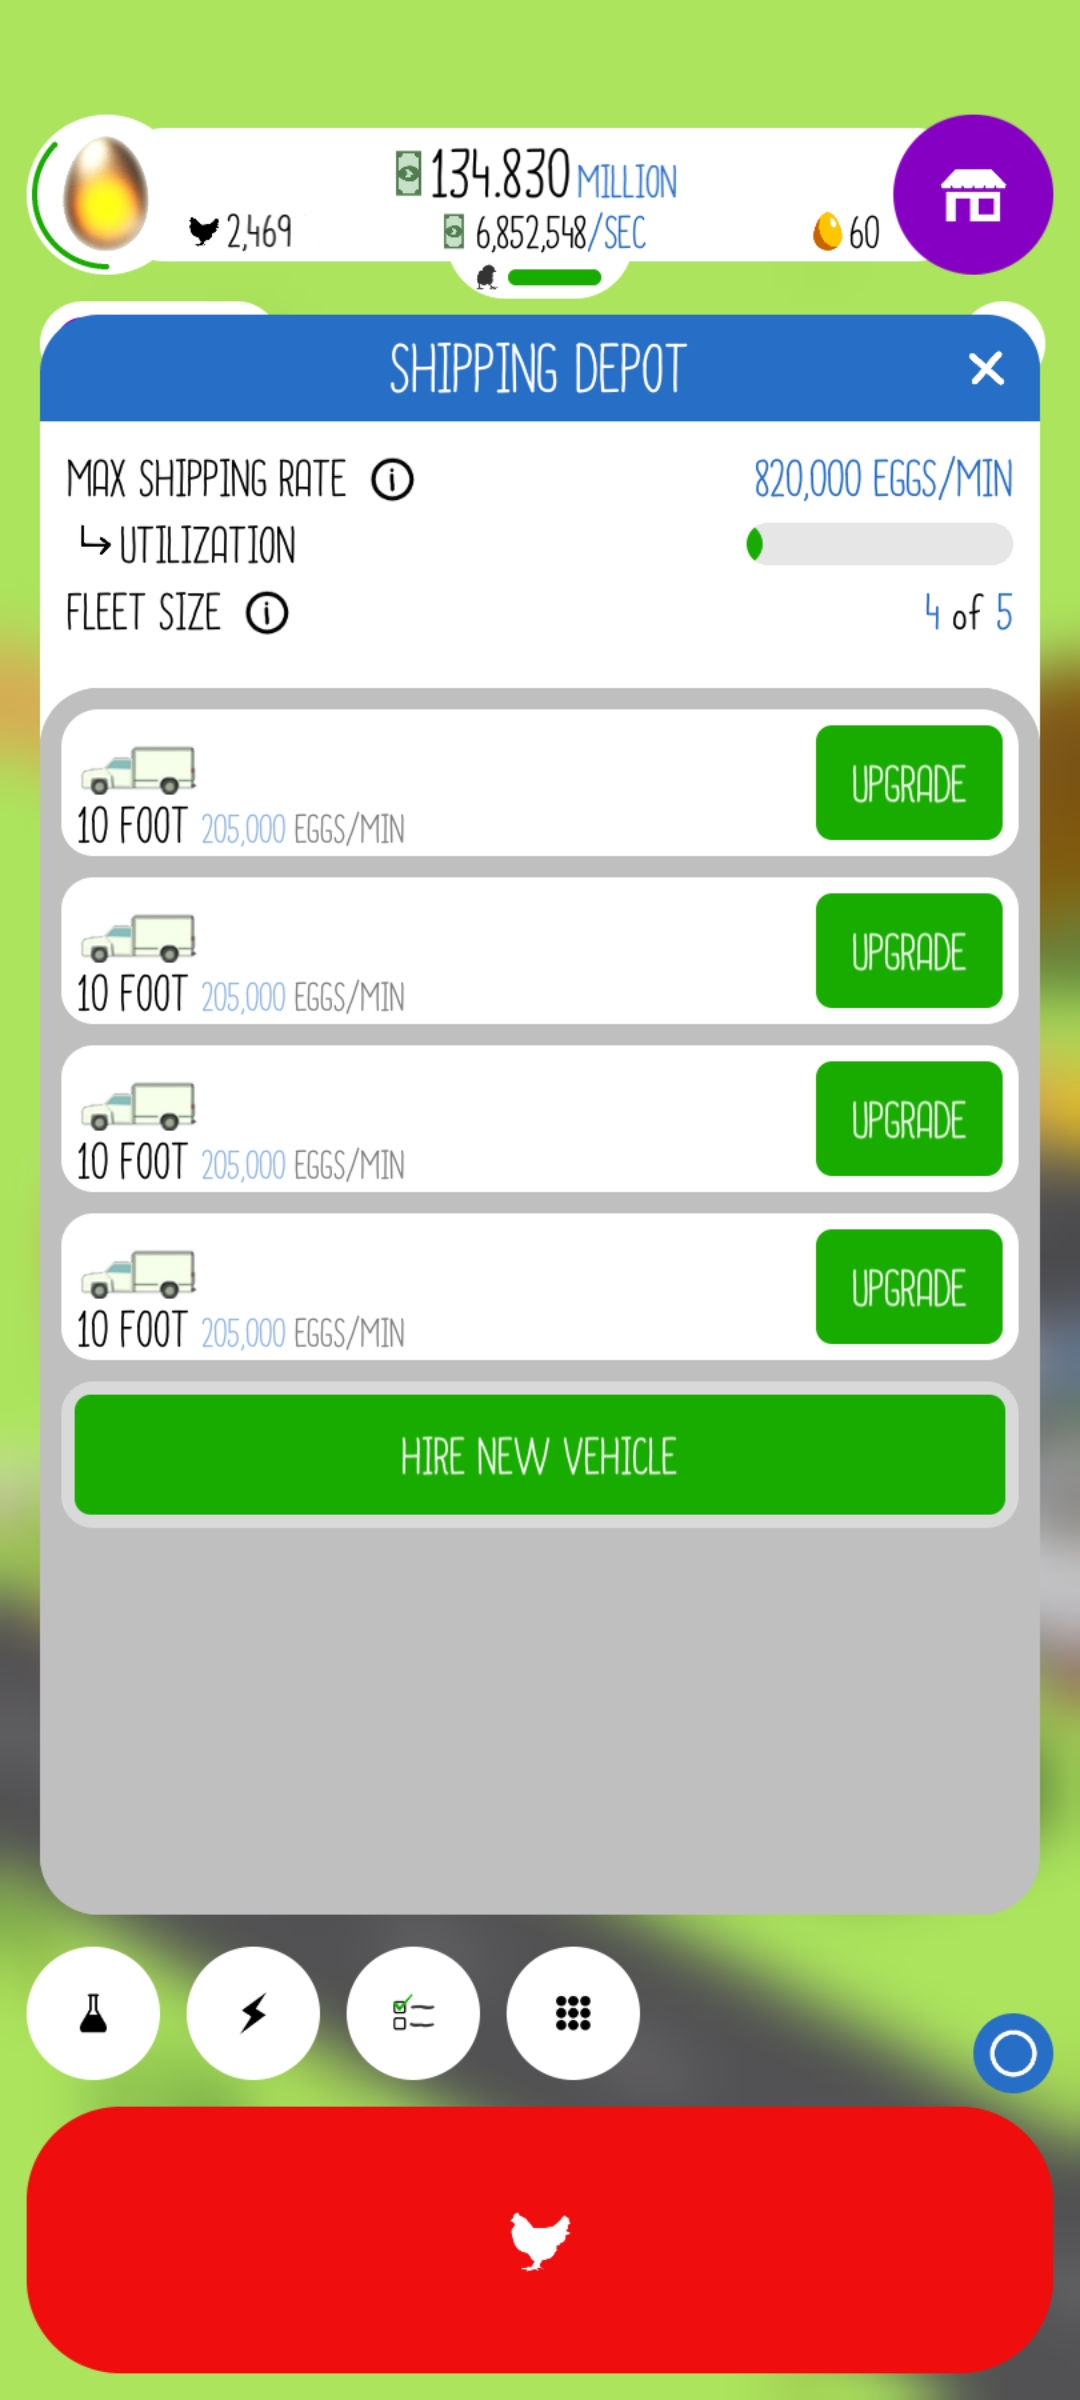 134.830 MILLION
2,469 6,852,548/SEC 60
SHIPPING DEPOT
MAX SHIPPING RATE 820,000 EGGS/MIN
UTILIZATION
FLEET SIZE 4 of 5
10 FOOT 205,000 EGGS/MIN UPGRADE
10 FOOT 205,000 EGGS/MIN UPGRADE
10 FOOT 205,000 EGGS/MIN UPGRADE
10 FOOT 205,000 EGGS/MIN UPGRADE
HIRE NEW VEHICLE